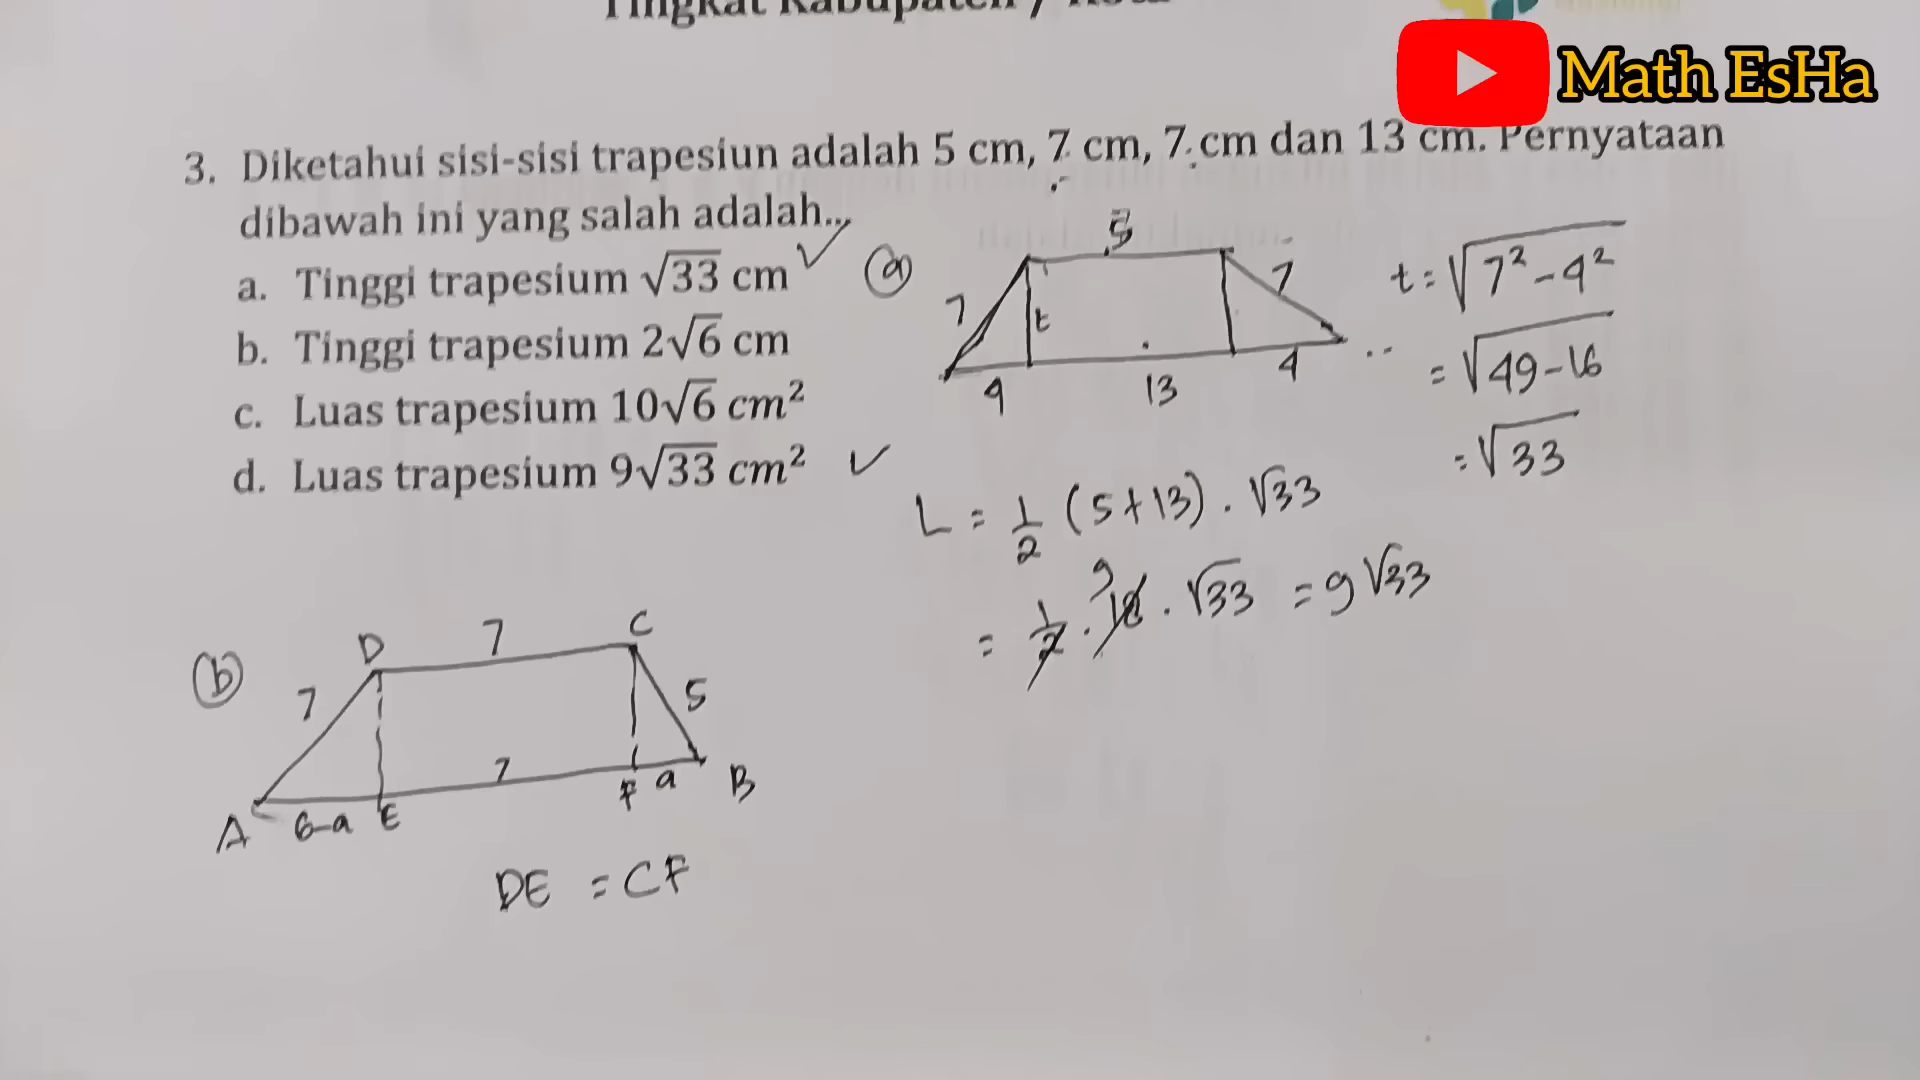 Tingkat Kabupaten /
Math EsHa
3. Diketahui sisi-sisi trapesiun adalah 5 cm, 7 cm, 7 cm dan 13 cm. Pernyataan
dibawah ini yang salah adalah...
a. Tinggi trapesium √33 cm ✓
b. Tinggi trapesium 2√6 cm
c. Luas trapesium 10√6 cm²
d. Luas trapesium 9√33 cm² ✓
(a)
5
7
7
t
4
13
4
t = √7² - 4²
= √49-16
= √33
L = 1/2 (5+13) . √33
= 1/2 . 18 . √33 = 9√33
9
(b)
D
7
C
7
5
7
A
6-a
E
F
a
B
DE = CF